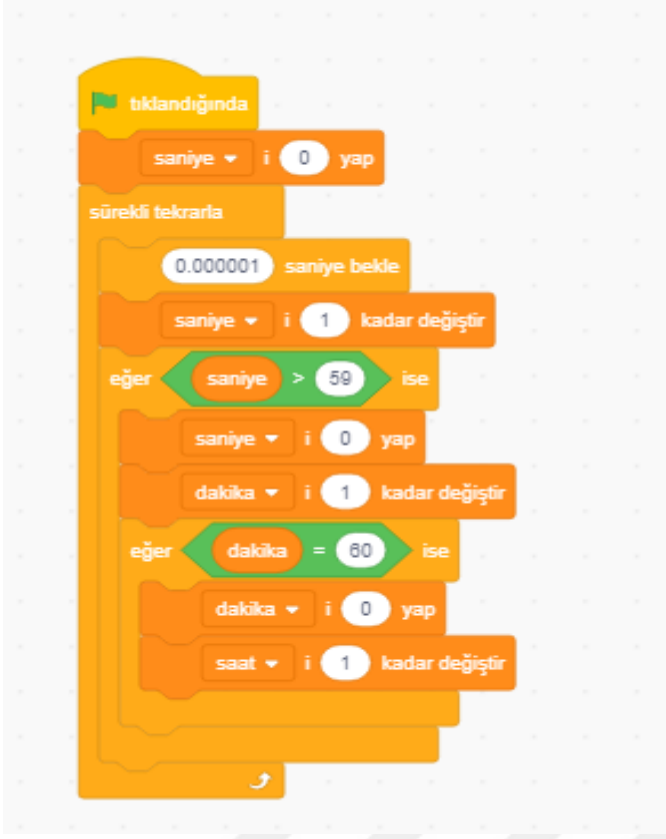 tıklandığında
saniye i 0 yap
sürekli tekrarla
0.000001 saniye bekle
saniye i 1 kadar değiştir
eğer saniye > 59 ise
saniye i 0 yap
dakika i 1 kadar değiştir
eğer dakika = 60 ise
dakika i 0 yap
saat i 1 kadar değiştir